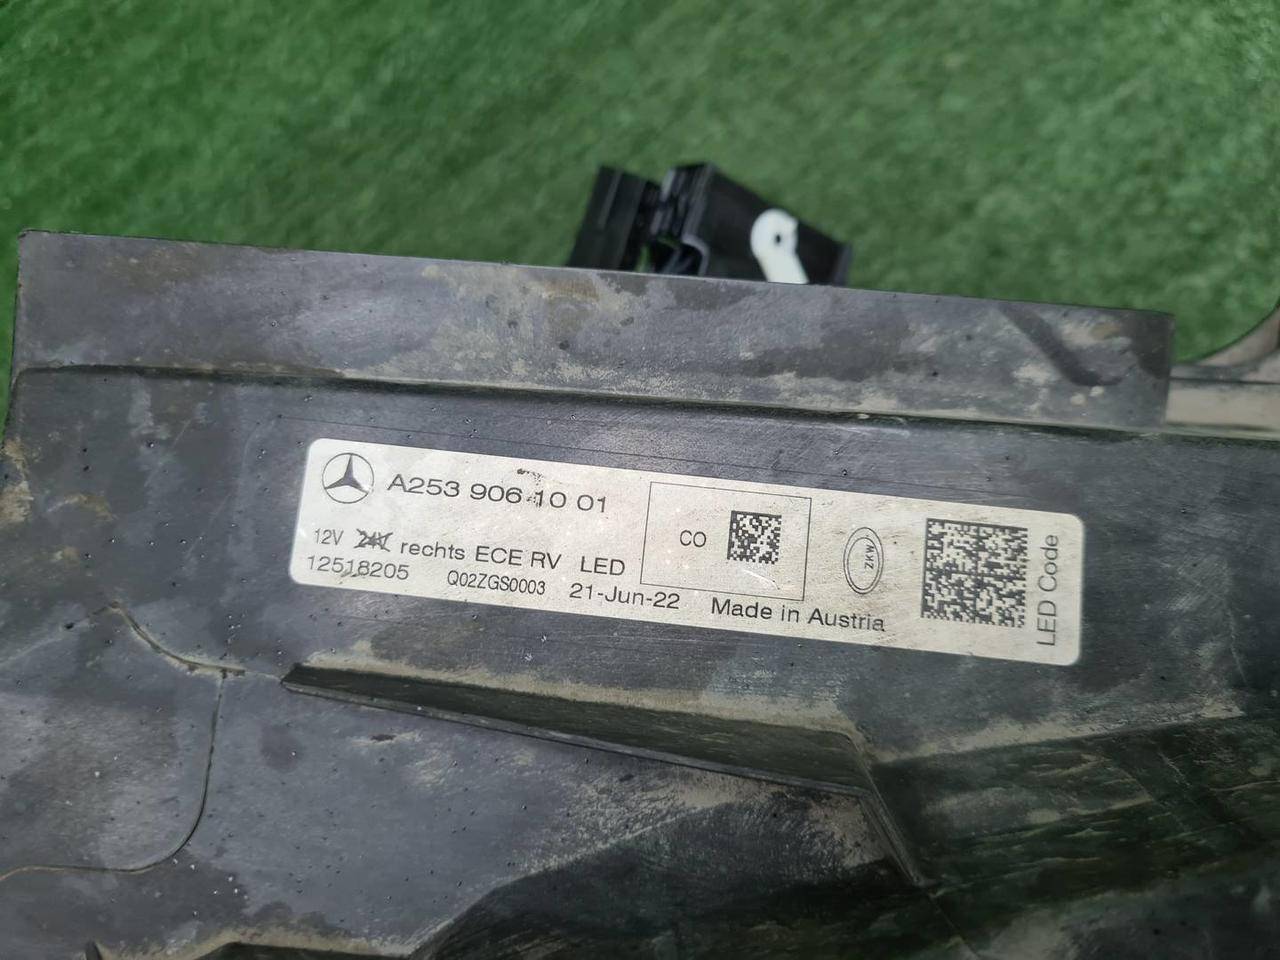 A253 906 10 01
12V 24V rechts ECE RV LED
12518205 Q02ZGS0003 21-Jun-22 Made in Austria
CO
ZKW
LED Code